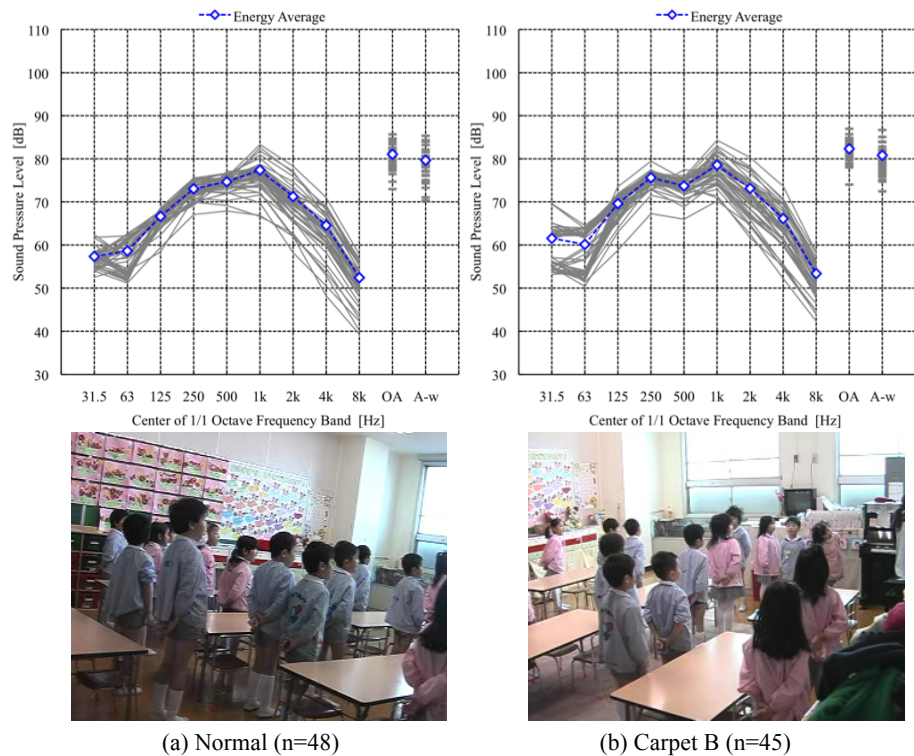 Energy Average
110
100
90
80
70
60
50
40
30
Sound Pressure Level [dB]
31.5 63 125 250 500 1k 2k 4k 8k OA A-w
Center of 1/1 Octave Frequency Band [Hz]
Energy Average
110
100
90
80
70
60
50
40
30
Sound Pressure Level [dB]
31.5 63 125 250 500 1k 2k 4k 8k OA A-w
Center of 1/1 Octave Frequency Band [Hz]
(a) Normal (n=48)
(b) Carpet B (n=45)